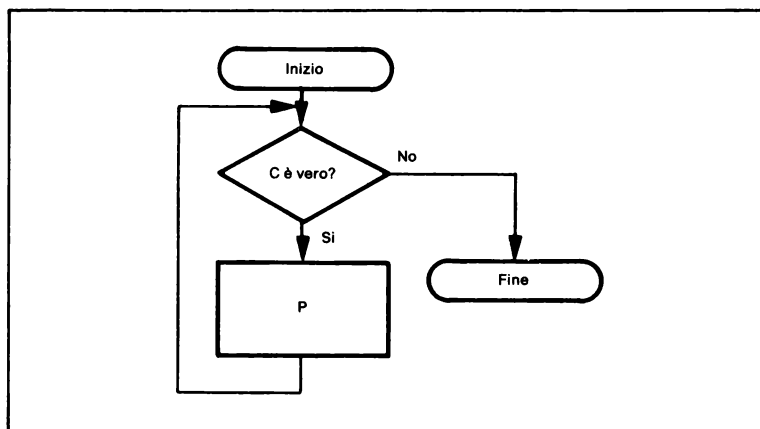 Inizio
C è vero?
No
Si
P
Fine